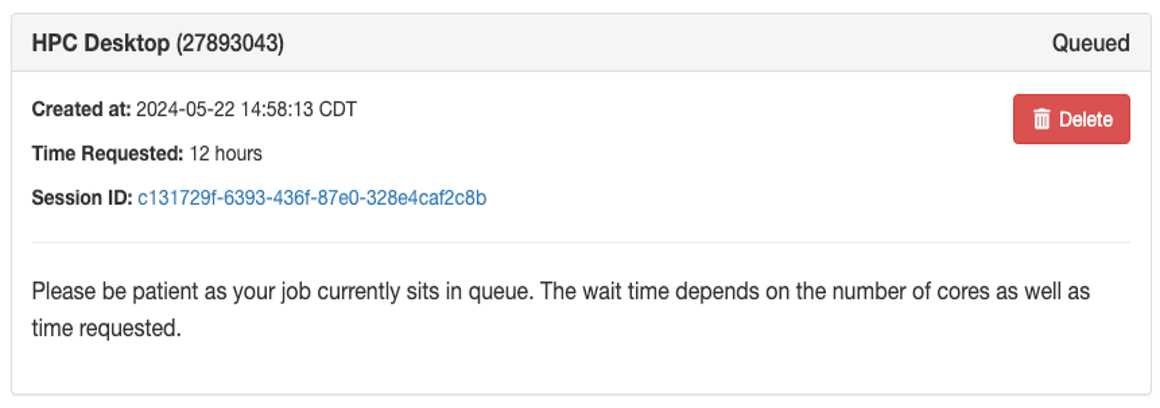 HPC Desktop (27893043)
Queued
Created at: 2024-05-22 14:58:13 CDT
Delete
Time Requested: 12 hours
Session ID: c131729f-6393-436f-87e0-328e4caf2c8b
Please be patient as your job currently sits in queue. The wait time depends on the number of cores as well as
time requested.